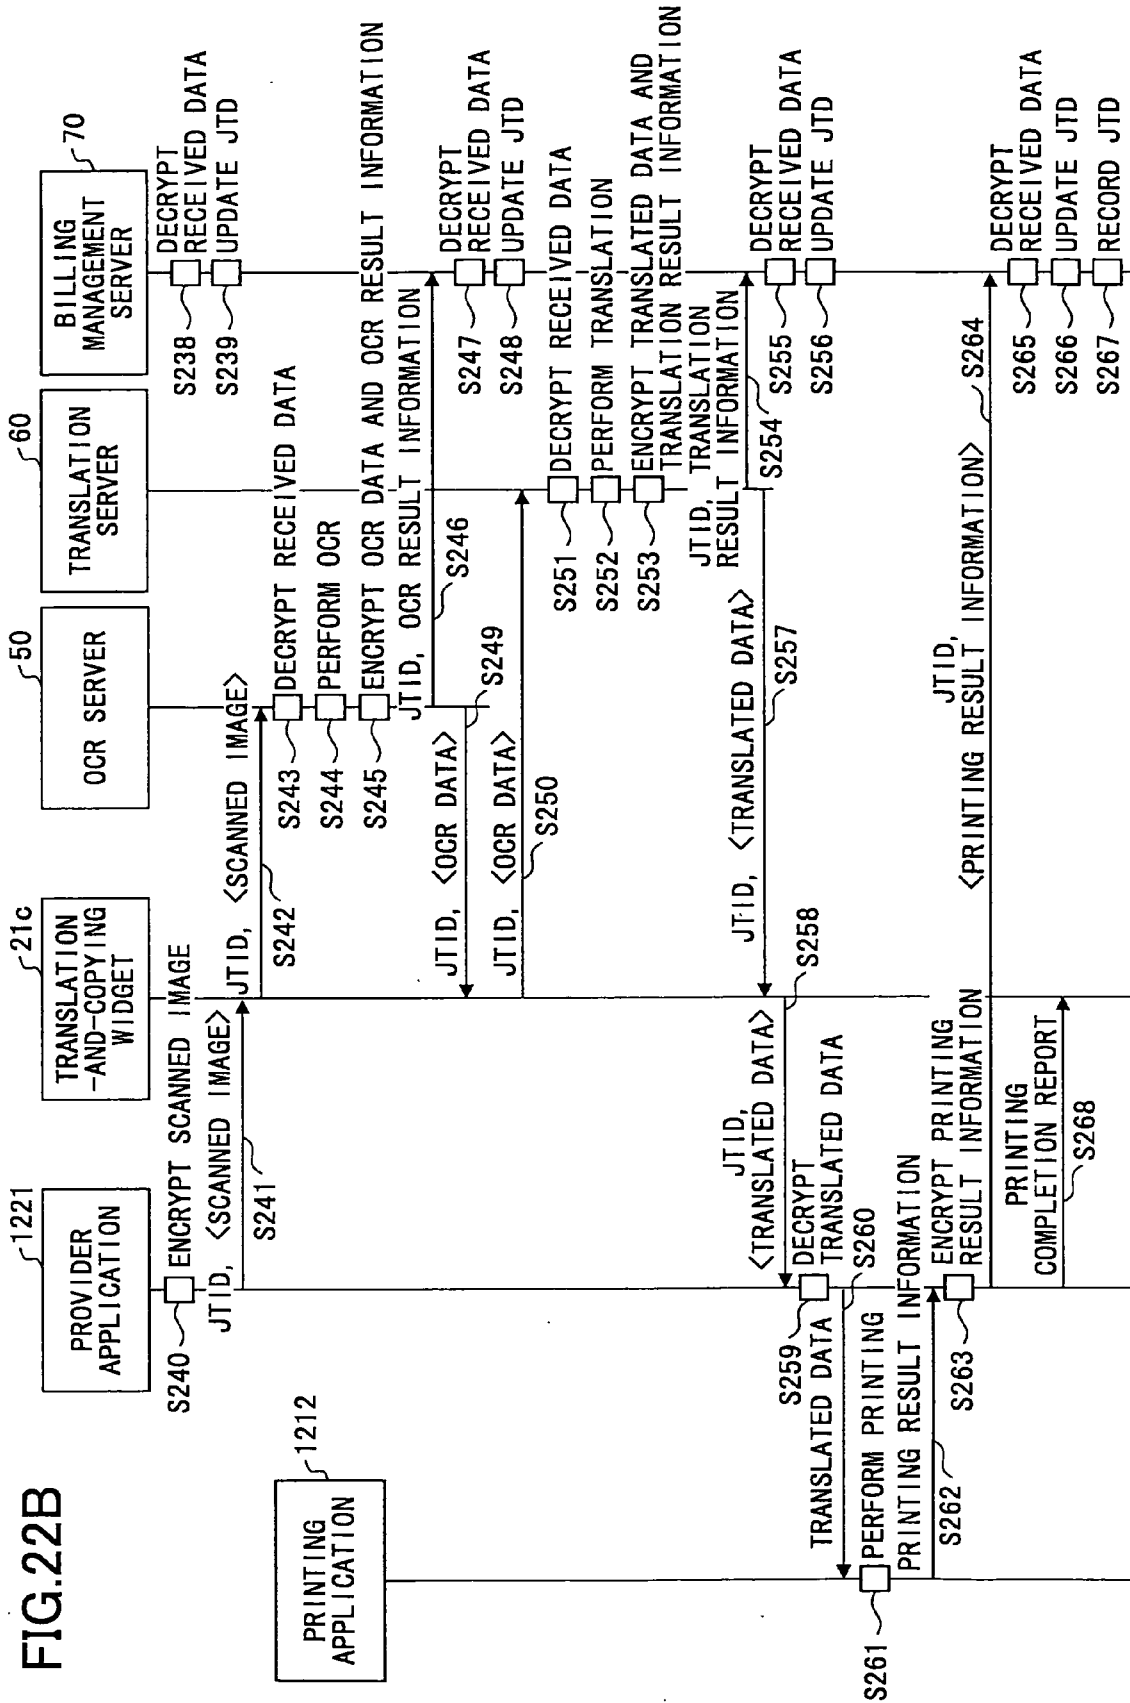 FIG.22B
1212
PRINTING
APPLICATION
1221
PROVIDER
APPLICATION
21c
TRANSLATION
-AND-COPYING
WIDGET
50
OCR SERVER
60
TRANSLATION
SERVER
70
BILLING
MANAGEMENT
SERVER
DECRYPT
RECEIVED DATA
S238
UPDATE JTD
S239
ENCRYPT SCANNED IMAGE
S240
JTID, <SCANNED IMAGE>
S241
JTID, <SCANNED IMAGE>
S242
DECRYPT RECEIVED DATA
S243
PERFORM OCR
S244
ENCRYPT OCR DATA AND OCR RESULT INFORMATION
S245
JTID, OCR RESULT INFORMATION
S246
DECRYPT
RECEIVED DATA
S247
UPDATE JTD
S248
JTID, <OCR DATA>
S249
JTID, <OCR DATA>
S250
DECRYPT RECEIVED DATA
S251
PERFORM TRANSLATION
S252
ENCRYPT TRANSLATED DATA AND
TRANSLATION RESULT INFORMATION
S253
JTID, TRANSLATION
RESULT INFORMATION
S254
DECRYPT
RECEIVED DATA
S255
UPDATE JTD
S256
JTID, <TRANSLATED DATA>
S257
JTID,
<TRANSLATED DATA>
S258
DECRYPT
TRANSLATED DATA
S259
TRANSLATED DATA
S260
PERFORM PRINTING
S261
PRINTING RESULT INFORMATION
S262
ENCRYPT PRINTING
RESULT INFORMATION
S263
JTID,
<PRINTING RESULT INFORMATION>
S264
DECRYPT
RECEIVED DATA
S265
UPDATE JTD
S266
RECORD JTD
S267
PRINTING
COMPLETION REPORT
S268